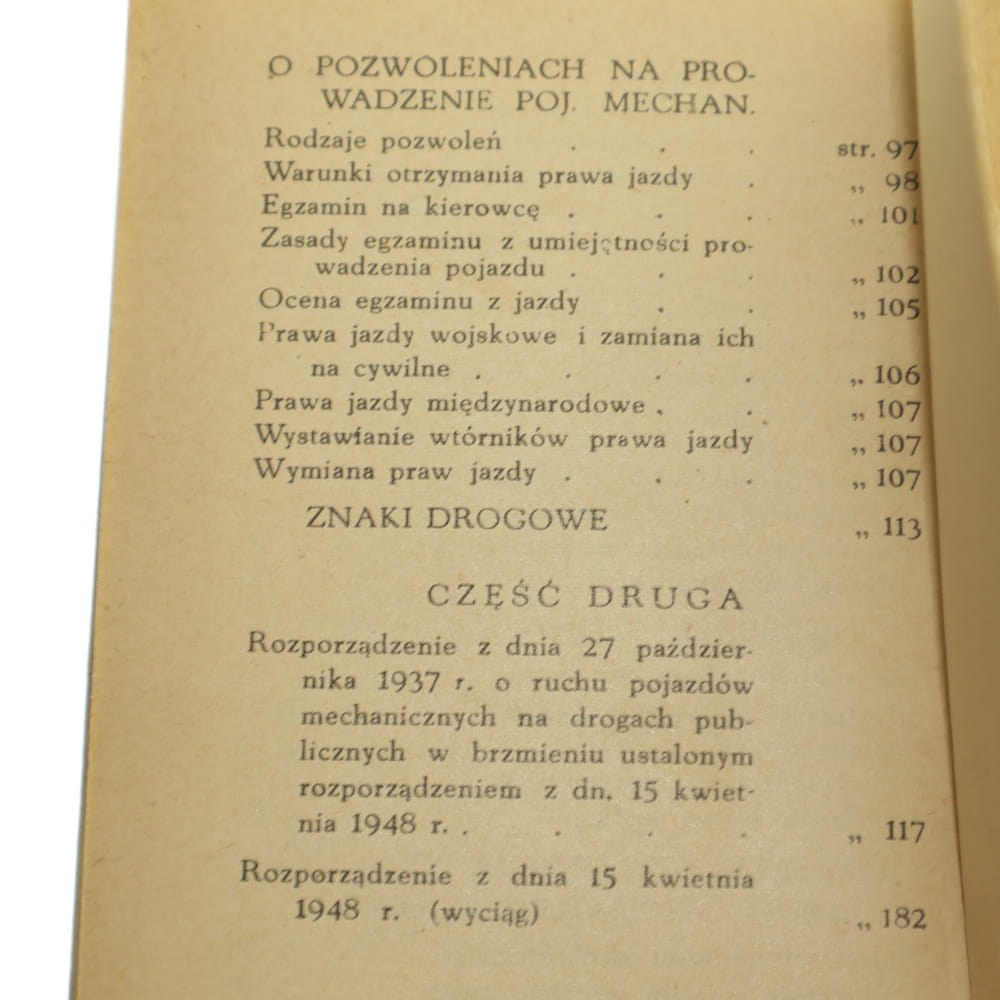 O POZWOLENIACH NA PRO-
WADZENIE POJ. MECHAN.
Rodzaje pozwoleń . . . str. 97
Warunki otrzymania prawa jazdy . „ 98
Egzamin na kierowcę . . . „ 101
Zasady egzaminu z umiejętności pro-
wadzenia pojazdu . . . „ 102
Ocena egzaminu z jazdy . . „ 105
Prawa jazdy wojskowe i zamiana ich
na cywilne . . . . „ 106
Prawa jazdy międzynarodowe . . „ 107
Wystawianie wtórników prawa jazdy „ 107
Wymiana praw jazdy . . . „ 107
ZNAKI DROGOWE „ 113
CZĘŚĆ DRUGA
Rozporządzenie z dnia 27 paździer-
nika 1937 r. o ruchu pojazdów
mechanicznych na drogach pub-
licznych w brzmieniu ustalonym
rozporządzeniem z dn. 15 kwiet-
nia 1948 r. . . . . „ 117
Rozporządzenie z dnia 15 kwietnia
1948 r. (wyciąg) „ 182